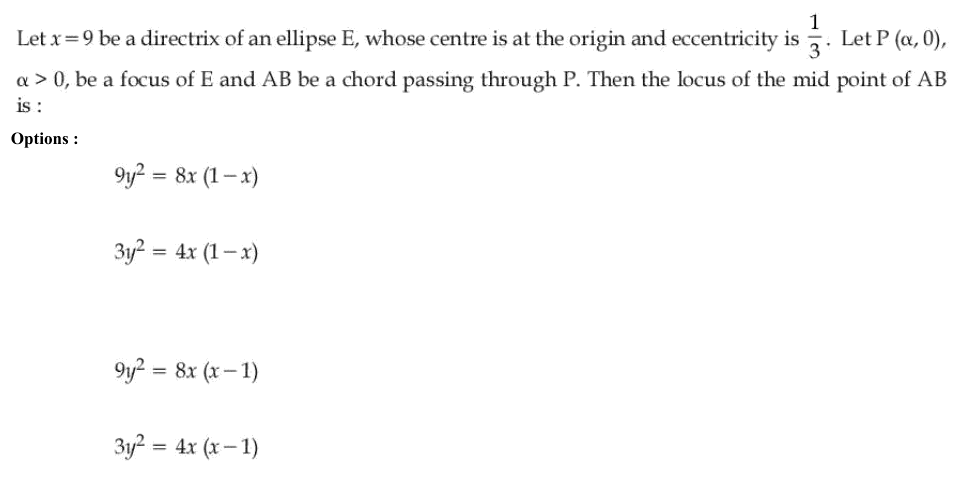 Let x = 9 be a directrix of an ellipse E, whose centre is at the origin and eccentricity is 1/3. Let P (α, 0),
α > 0, be a focus of E and AB be a chord passing through P. Then the locus of the mid point of AB
is :
Options :
9y² = 8x (1 – x)
3y² = 4x (1 – x)
9y² = 8x (x – 1)
3y² = 4x (x – 1)